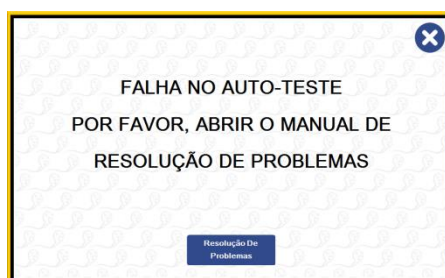 FALHA NO AUTO-TESTE
POR FAVOR, ABRIR O MANUAL DE
RESOLUÇÃO DE PROBLEMAS
Resolução De
Problemas